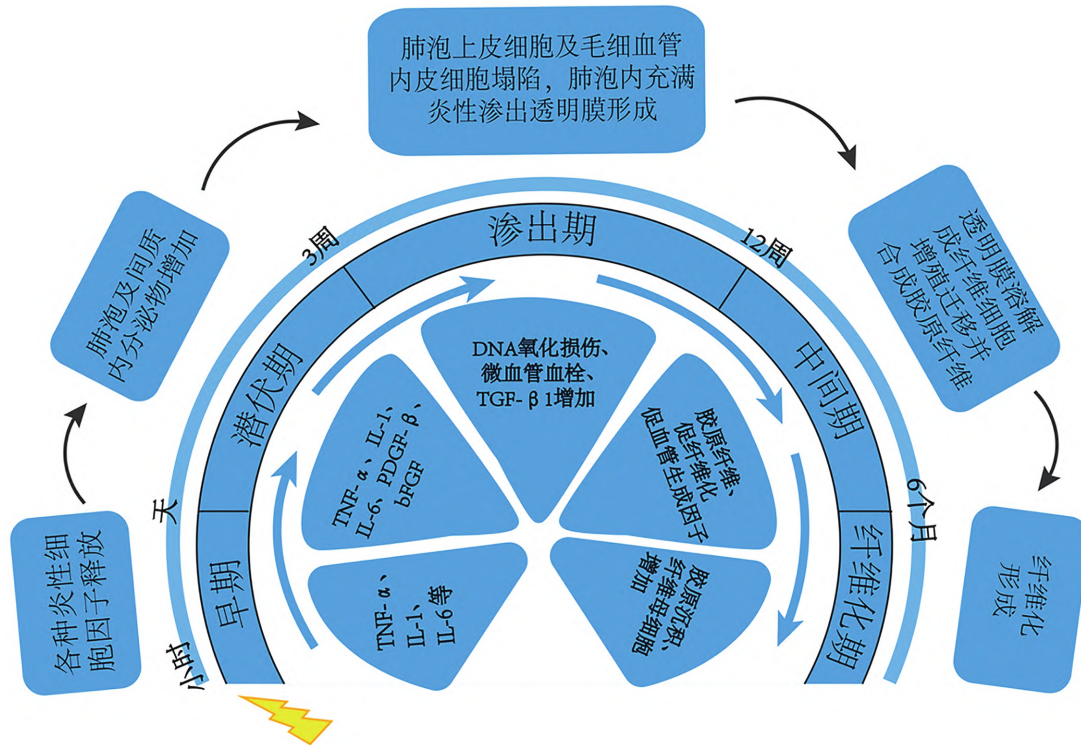 肺泡上皮细胞及毛细血管
内皮细胞塌陷，肺泡内充满
炎性渗出透明膜形成
肺泡及间质
内分泌物增加
透明膜溶解
成纤维细胞
增殖迁移并
合成胶原纤维
各种炎性细
胞因子释放
纤维化
形成
小时
天
3周
12周
6个月
早期
潜伏期
渗出期
中间期
纤维化期
TNF-α、
IL-1、
IL-6等
TNF-α、IL-1、
IL-6、PDGF-β、
bFGF
DNA氧化损伤、
微血管血栓、
TGF-β1增加
胶原纤维、
促纤维化
促血管生成因子
胶原沉积、
纤维母细胞
增加